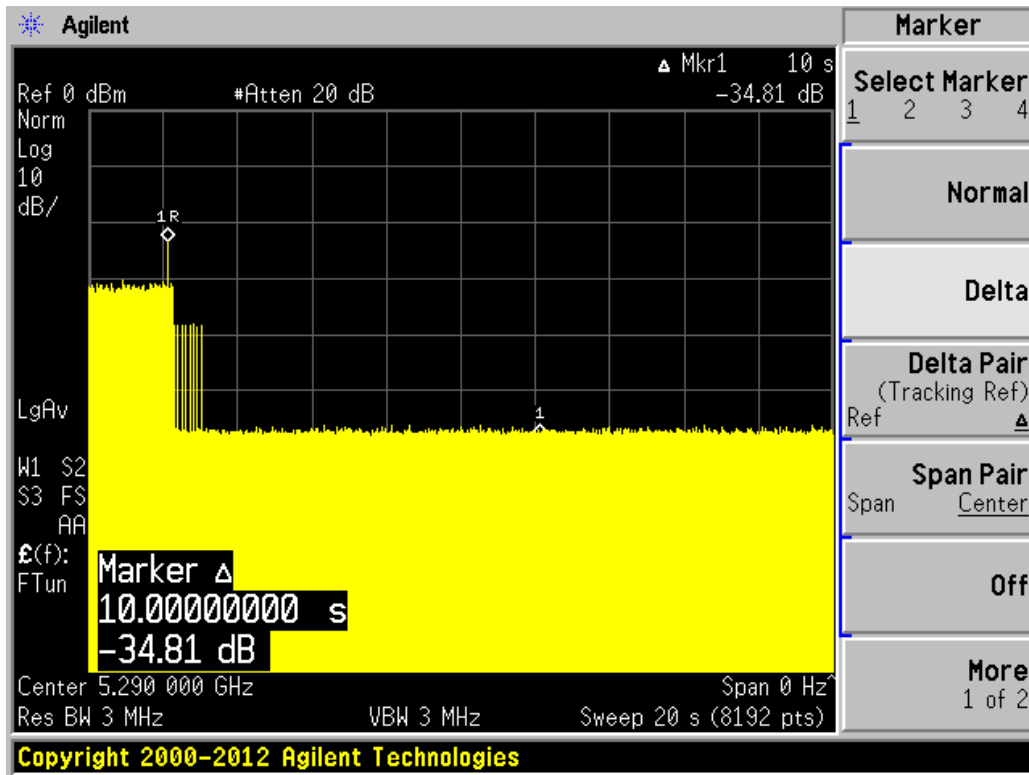 Agilent
Marker
Δ Mkr1 10 s
Ref 0 dBm #Atten 20 dB -34.81 dB
Norm
Log
10
dB/
1R
LgAv
1
W1 S2
S3 FS
AA
£(f):
FTun
Marker Δ
10.00000000 s
-34.81 dB
Center 5.290 000 GHz Span 0 Hz^
Res BW 3 MHz VBW 3 MHz Sweep 20 s (8192 pts)
Copyright 2000-2012 Agilent Technologies
Select Marker
1 2 3 4
Normal
Delta
Delta Pair
(Tracking Ref)
Ref Δ
Span Pair
Span Center
Off
More
1 of 2